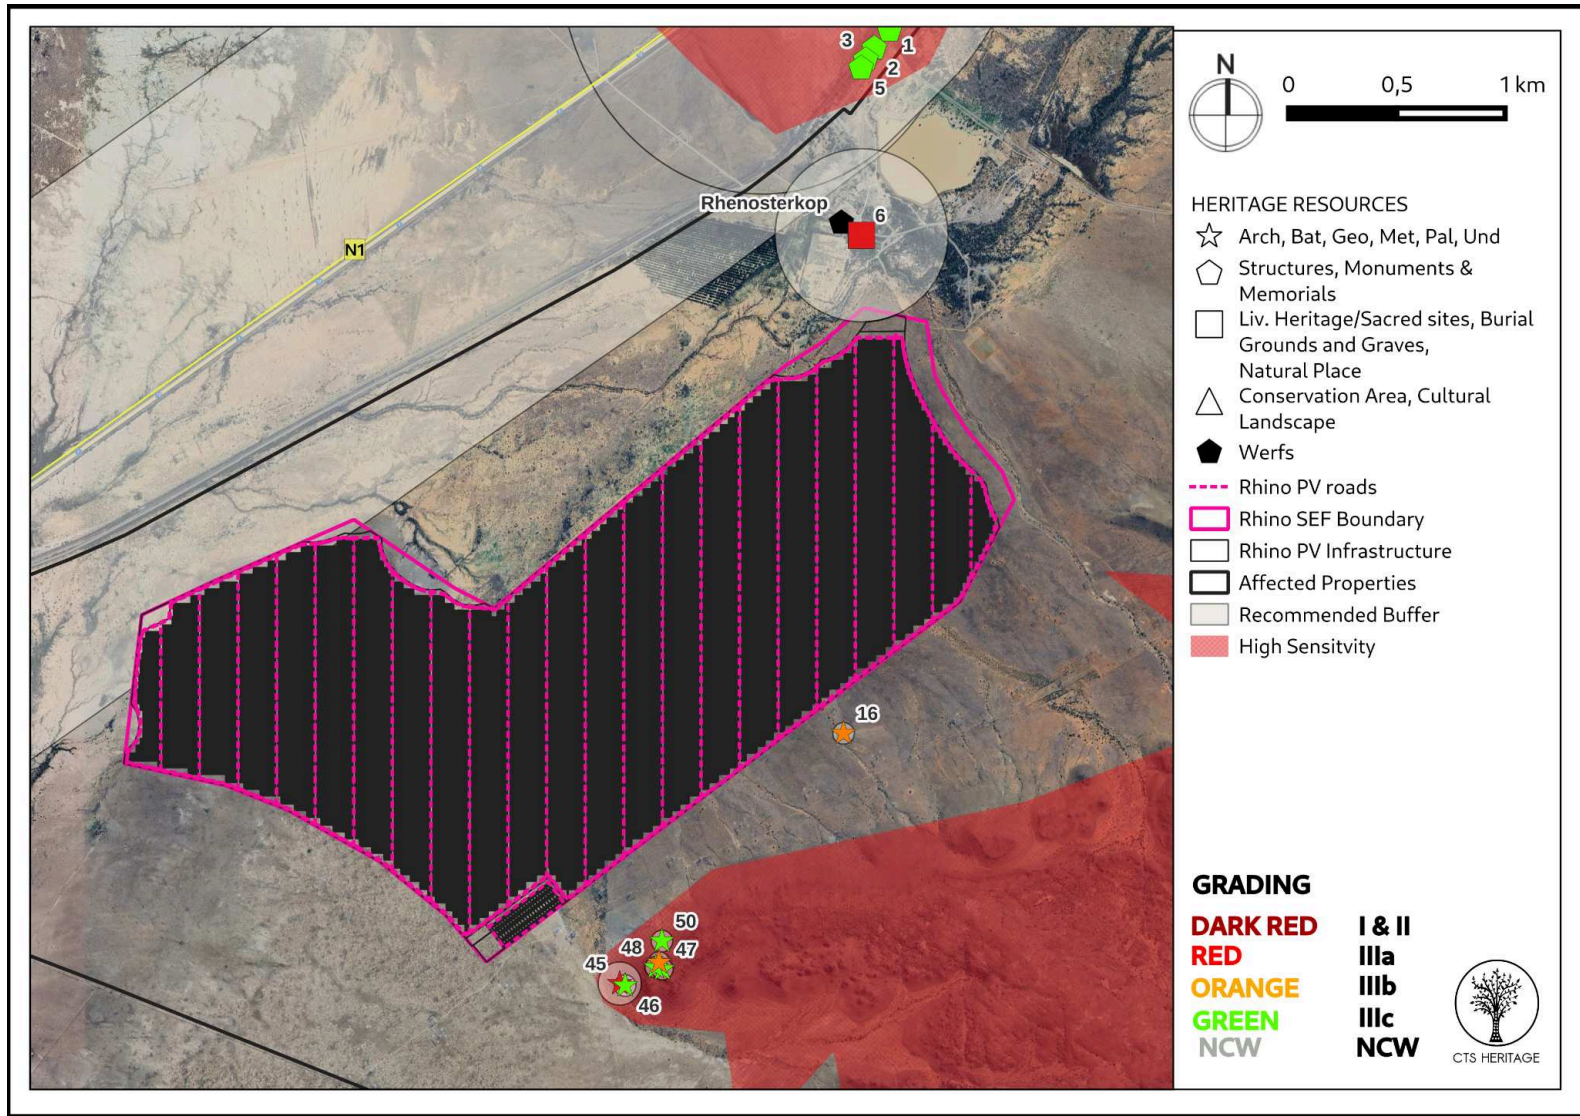 3
1
2
5
Rhenosterkop
6
N1
16
50
48
47
45
46
N
0 0,5 1 km
HERITAGE RESOURCES
Arch, Bat, Geo, Met, Pal, Und
Structures, Monuments &
Memorials
Liv. Heritage/Sacred sites, Burial
Grounds and Graves,
Natural Place
Conservation Area, Cultural
Landscape
Werfs
Rhino PV roads
Rhino SEF Boundary
Rhino PV Infrastructure
Affected Properties
Recommended Buffer
High Sensitvity
GRADING
DARK RED I & II
RED IIIa
ORANGE IIIb
GREEN IIIc
NCW NCW
CTS HERITAGE